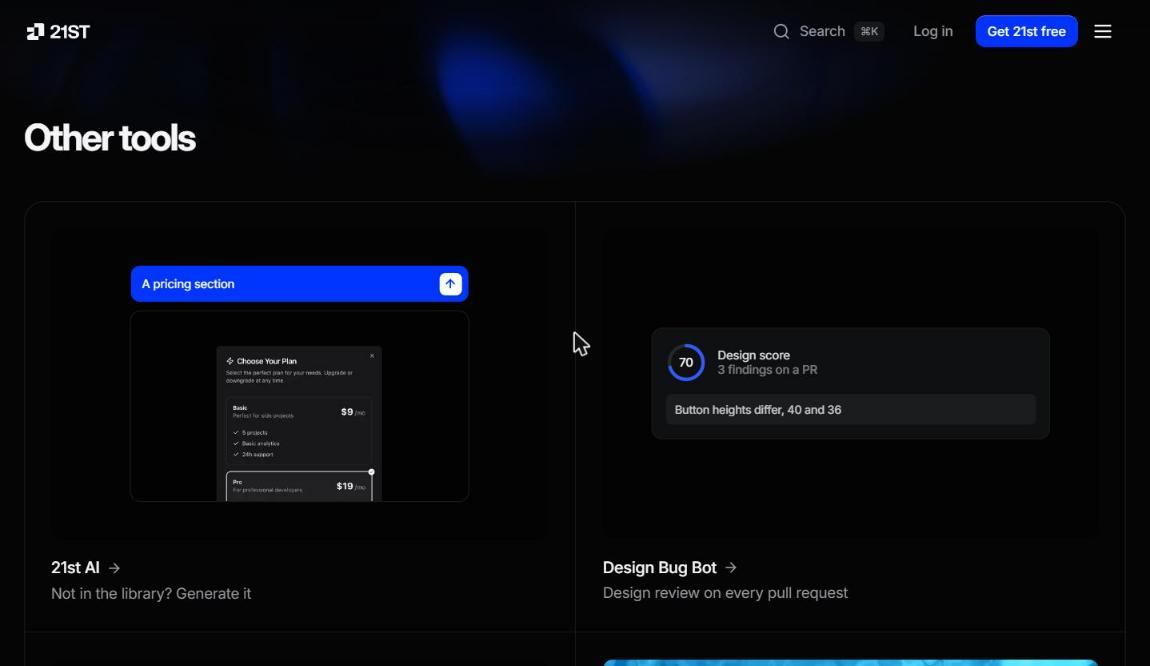 21ST
Search
⌘K
Log in
Get 21st free
Other tools
A pricing section
Choose Your Plan
Select the perfect plan for your needs. Upgrade or
downgrade at any time.
Basic
Perfect for side projects
$9 /mo
5 projects
Basic analytics
24h support
Pro
For professional developers
$19 /mo
70
Design score
3 findings on a PR
Button heights differ, 40 and 36
21st AI →
Not in the library? Generate it
Design Bug Bot →
Design review on every pull request